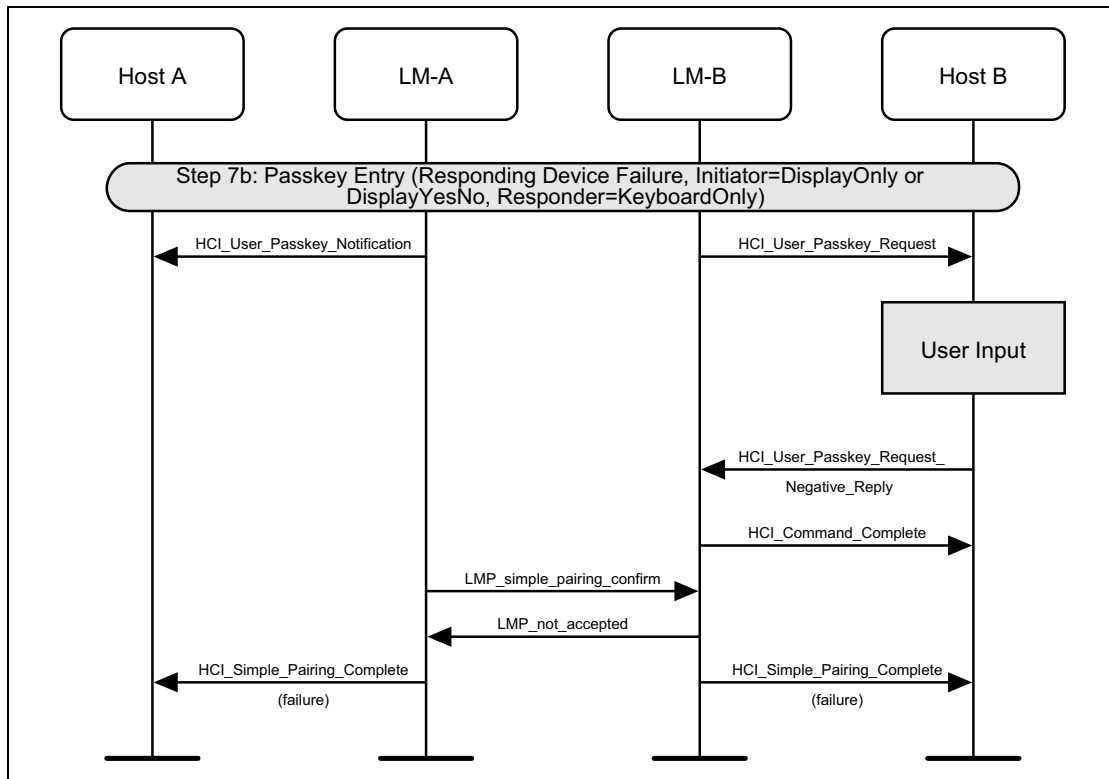 Host A
LM-A
LM-B
Host B
Step 7b: Passkey Entry (Responding Device Failure, Initiator=DisplayOnly or
DisplayYesNo, Responder=KeyboardOnly)
HCI_User_Passkey_Notification
HCI_User_Passkey_Request
User Input
HCI_User_Passkey_Request_
Negative_Reply
HCI_Command_Complete
LMP_simple_pairing_confirm
LMP_not_accepted
HCI_Simple_Pairing_Complete
(failure)
HCI_Simple_Pairing_Complete
(failure)